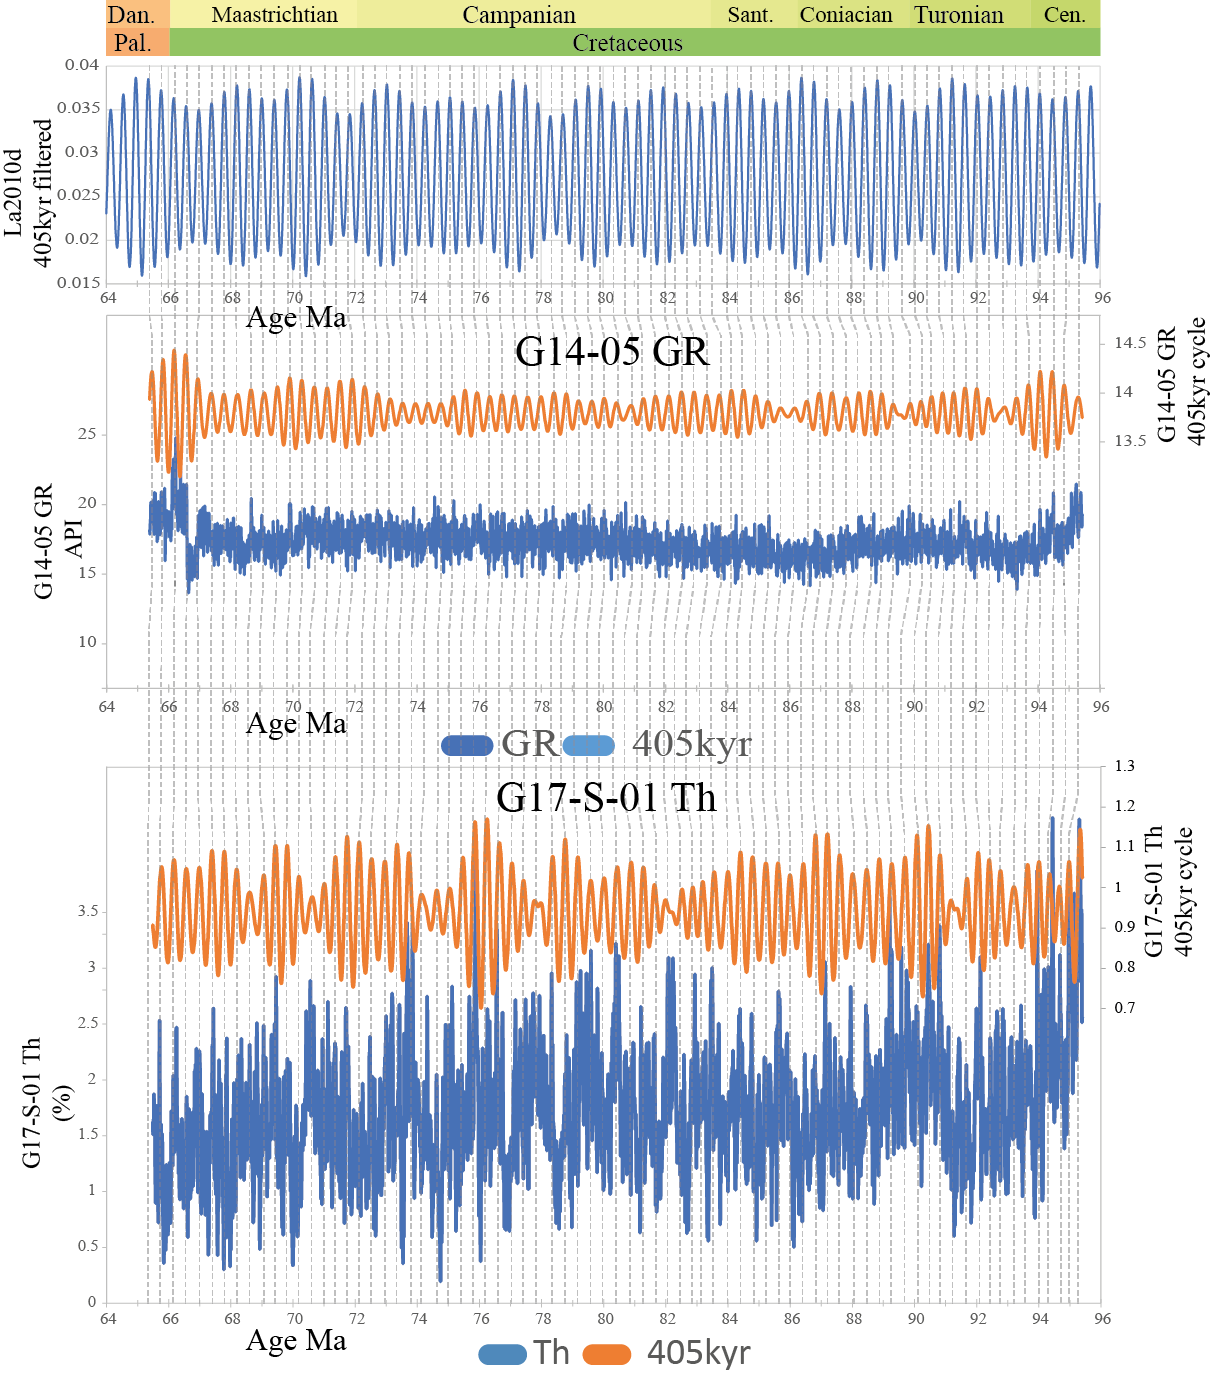 Dan. Maastrichtian Campanian Sant. Coniacian Turonian Cen.
Pal. Cretaceous
La2010d
405kyr filtered
0.04
0.035
0.03
0.025
0.02
0.015
64 66 68 70 72 74 76 78 80 82 84 86 88 90 92 94 96
Age Ma
G14-05 GR
G14-05 GR
API
25
20
15
10
14.5
14
13.5
G14-05 GR
405kyr cycle
64 66 68 70 72 74 76 78 80 82 84 86 88 90 92 94 96
Age Ma
GR 405kyr
G17-S-01 Th
G17-S-01 Th
(%)
3.5
3
2.5
2
1.5
1
0.5
0
1.3
1.2
1.1
1
0.9
0.8
0.7
G17-S-01 Th
405kyr cycle
64 66 68 70 72 74 76 78 80 82 84 86 88 90 92 94 96
Age Ma
Th 405kyr